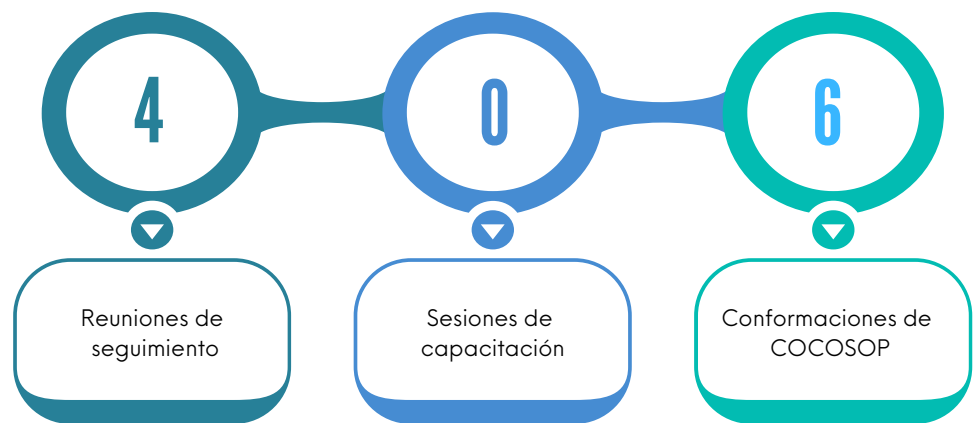 4
0
6
Reuniones de
seguimiento
Sesiones de
capacitación
Conformaciones de
COCOSOP